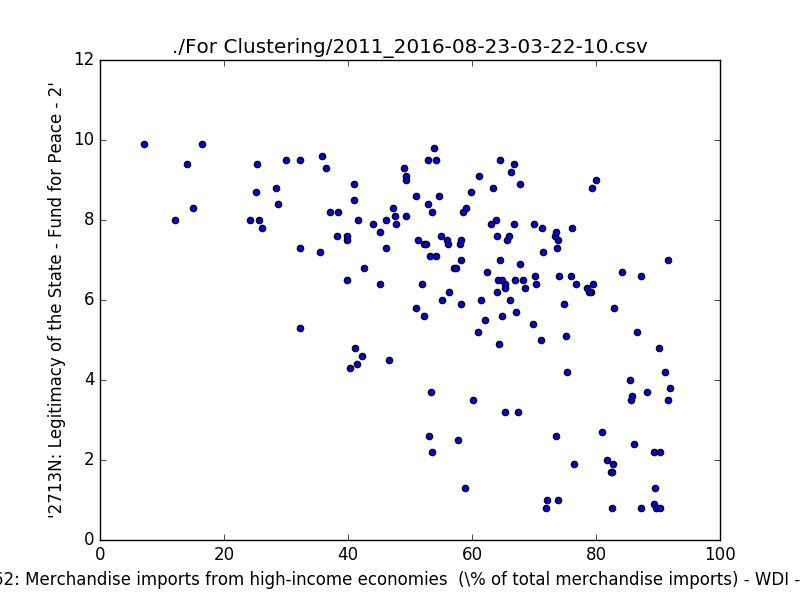 ./For Clustering/2011_2016-08-23-03-22-10.csv
'2713N: Legitimacy of the State - Fund for Peace - 2'
12
10
8
6
4
2
0
0 20 40 60 80 100
52: Merchandise imports from high-income economies (\% of total merchandise imports) - WDI -